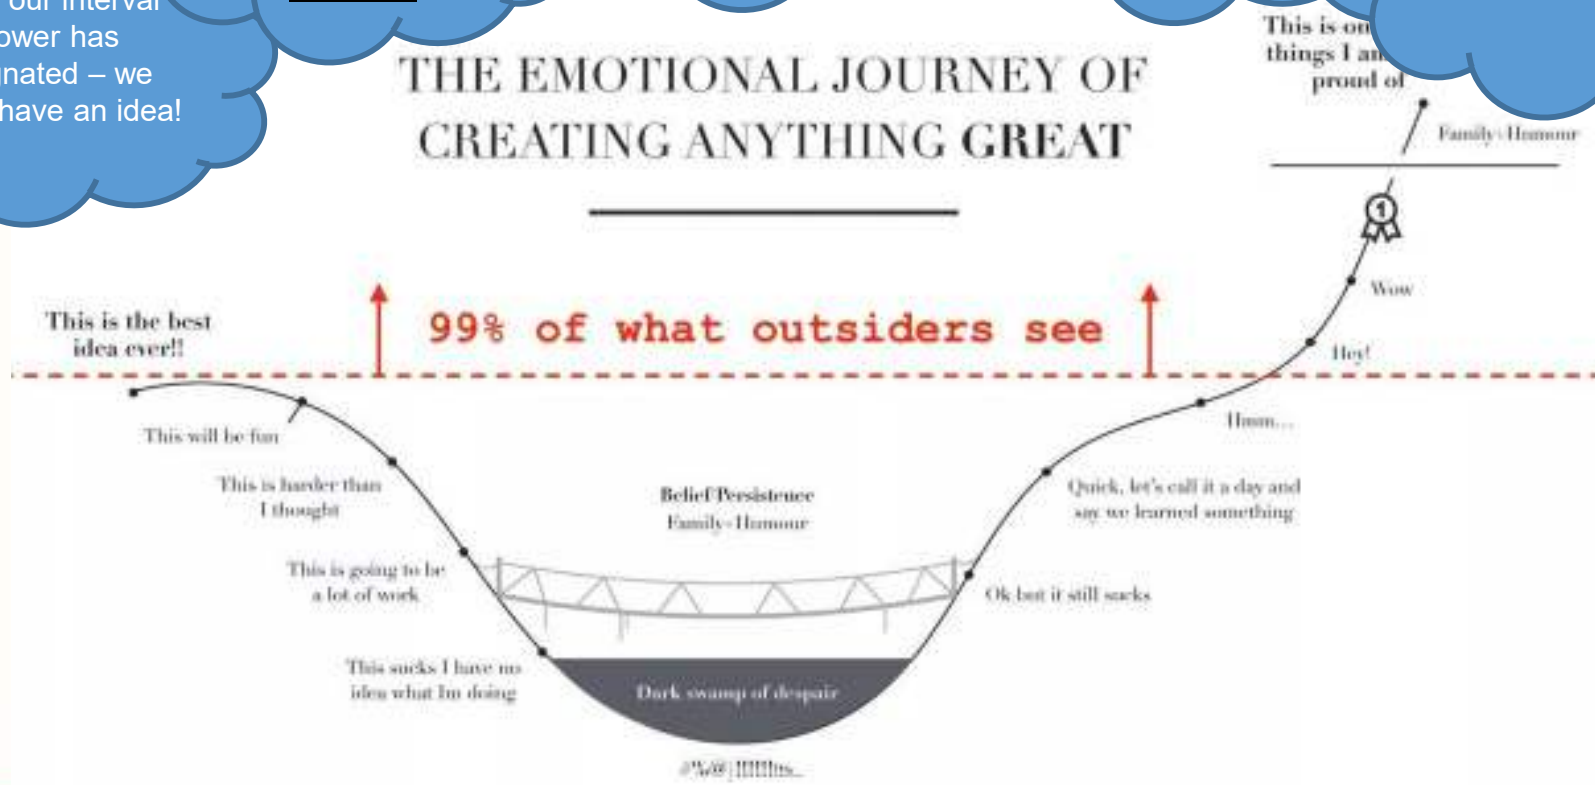 our interval
ower has
gnated – we
have an idea!
THE EMOTIONAL JOURNEY OF
CREATING ANYTHING GREAT
This is on
things I am
proud of
Family+Humour
1
Wow
Hey!
99% of what outsiders see
This is the best
idea ever!!
This will be fun
Hmm...
This is harder than
I thought
Belief/Persistence
Family+Humour
Quick, let's call it a day and
say we learned something
This is going to be
a lot of work
Ok but it still sucks
This sucks I have no
idea what Im doing
Dark swamp of despair